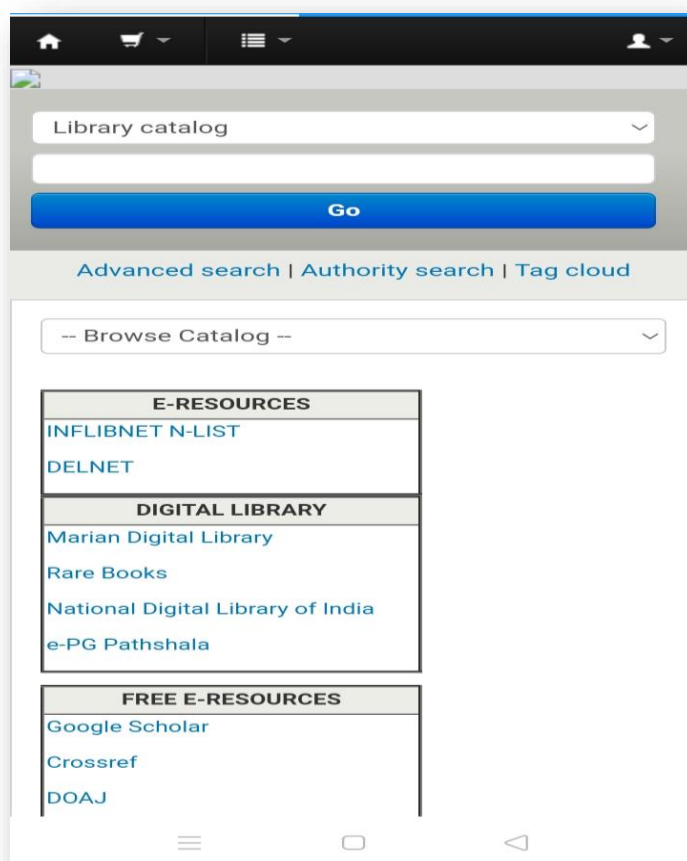 Library catalog
Go
Advanced search | Authority search | Tag cloud
-- Browse Catalog --
E-RESOURCES
INFLIBNET N-LIST
DELNET
DIGITAL LIBRARY
Marian Digital Library
Rare Books
National Digital Library of India
e-PG Pathshala
FREE E-RESOURCES
Google Scholar
Crossref
DOAJ